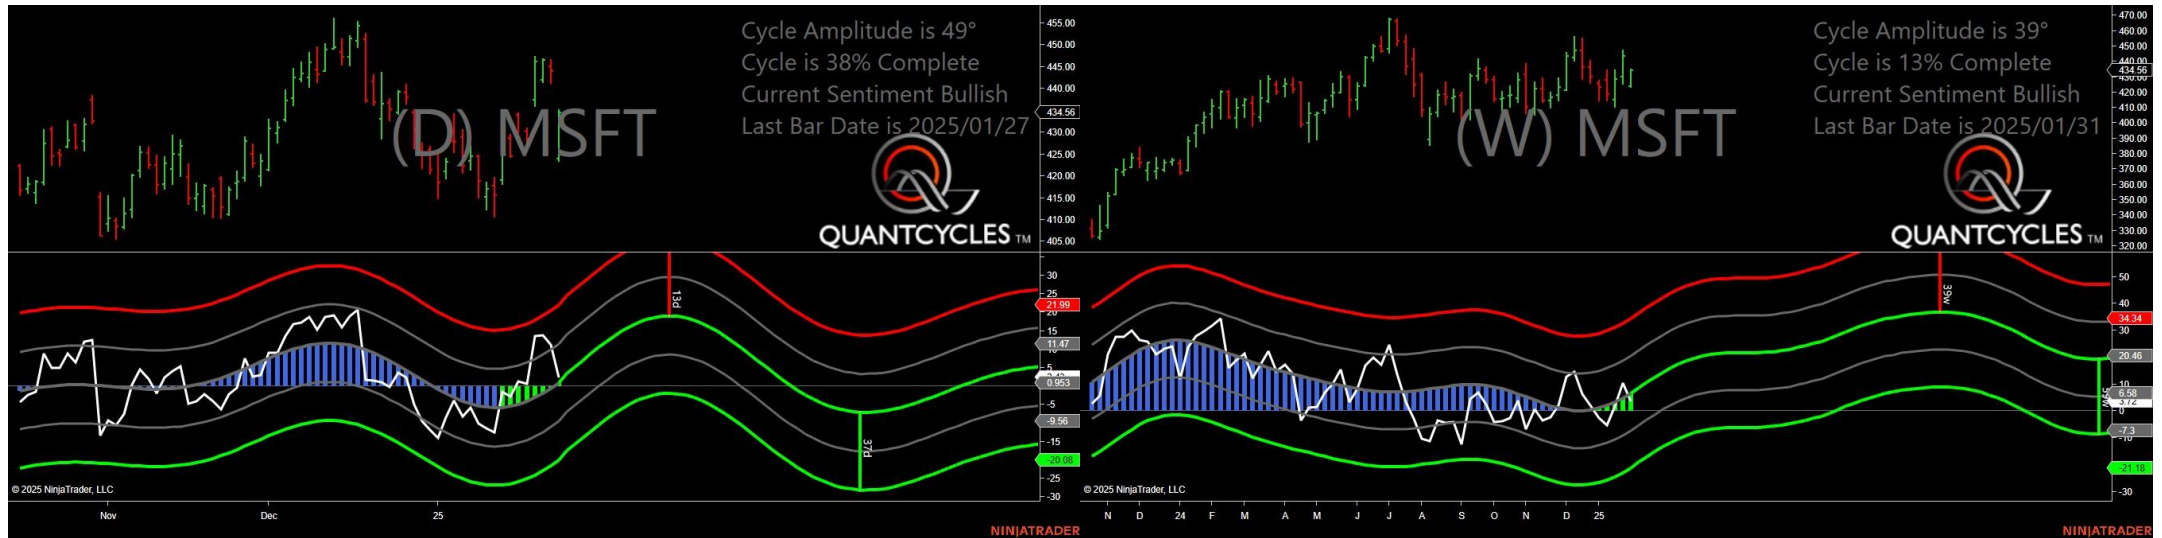 Cycle Amplitude is 49°
Cycle is 38% Complete
Current Sentiment Bullish
Last Bar Date is 2025/01/27
(D) MSFT
QUANTCYCLES TM
455.00
450.00
445.00
440.00
434.56
430.00
425.00
420.00
415.00
410.00
405.00
13d
37d
30
25
21.99
20
15
11.47
5
0.953
-5
-9.56
-15
-20.08
-25
-30
© 2025 NinjaTrader, LLC
Nov
Dec
25
NINJATRADER
Cycle Amplitude is 39°
Cycle is 13% Complete
Current Sentiment Bullish
Last Bar Date is 2025/01/31
(W) MSFT
QUANTCYCLES TM
470.00
460.00
450.00
440.00
434.56
430.00
420.00
410.00
400.00
390.00
380.00
370.00
360.00
350.00
340.00
330.00
320.00
39w
50
40
34.34
30
20.46
10
6.58
3.72
0
-7.3
-10
-21.18
-30
© 2025 NinjaTrader, LLC
N D 24 F M A M J J A S O N D 25
NINJATRADER